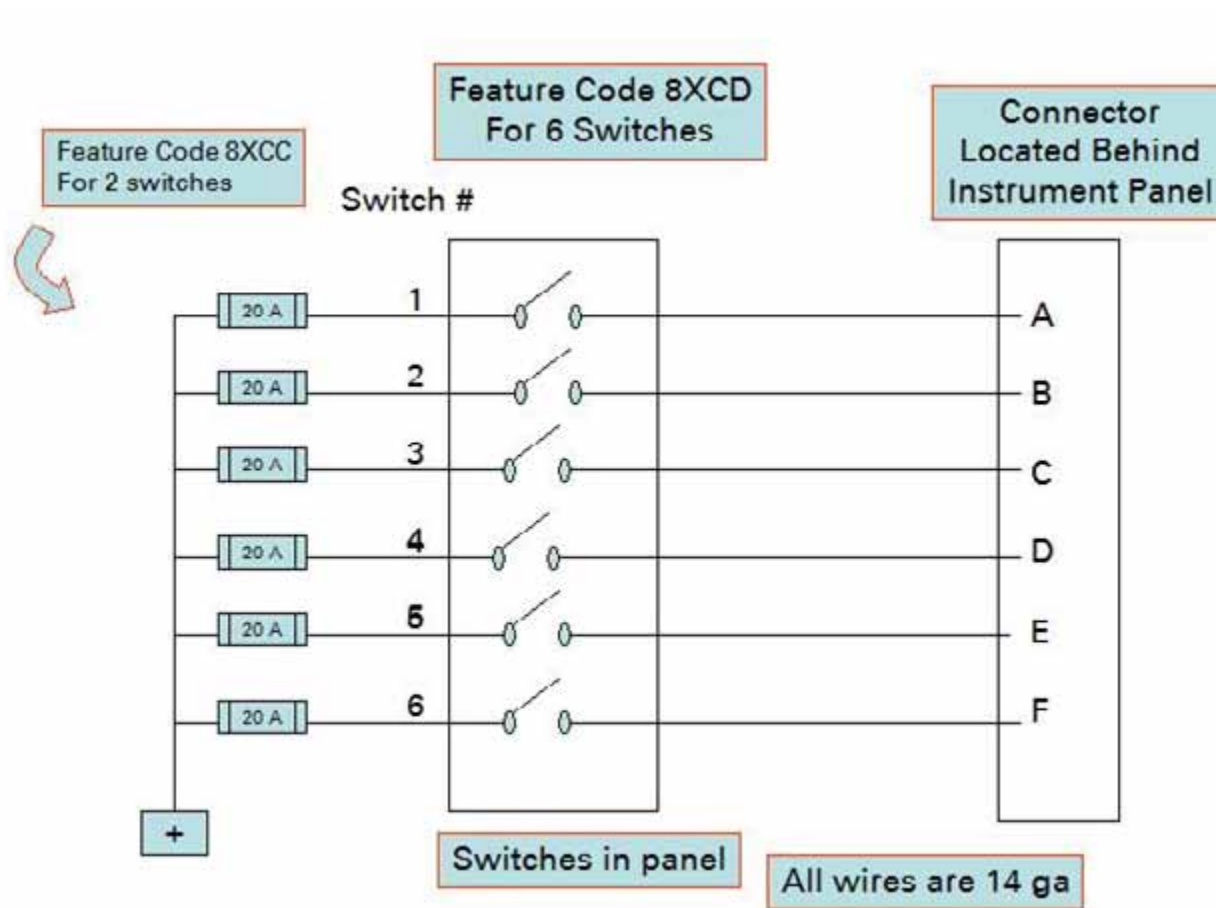 Feature Code 8XCD
For 6 Switches
Connector
Located Behind
Instrument Panel
Feature Code 8XCC
For 2 switches
Switch #
20 A 1 A
20 A 2 B
20 A 3 C
20 A 4 D
20 A 5 E
20 A 6 F
+
Switches in panel
All wires are 14 ga